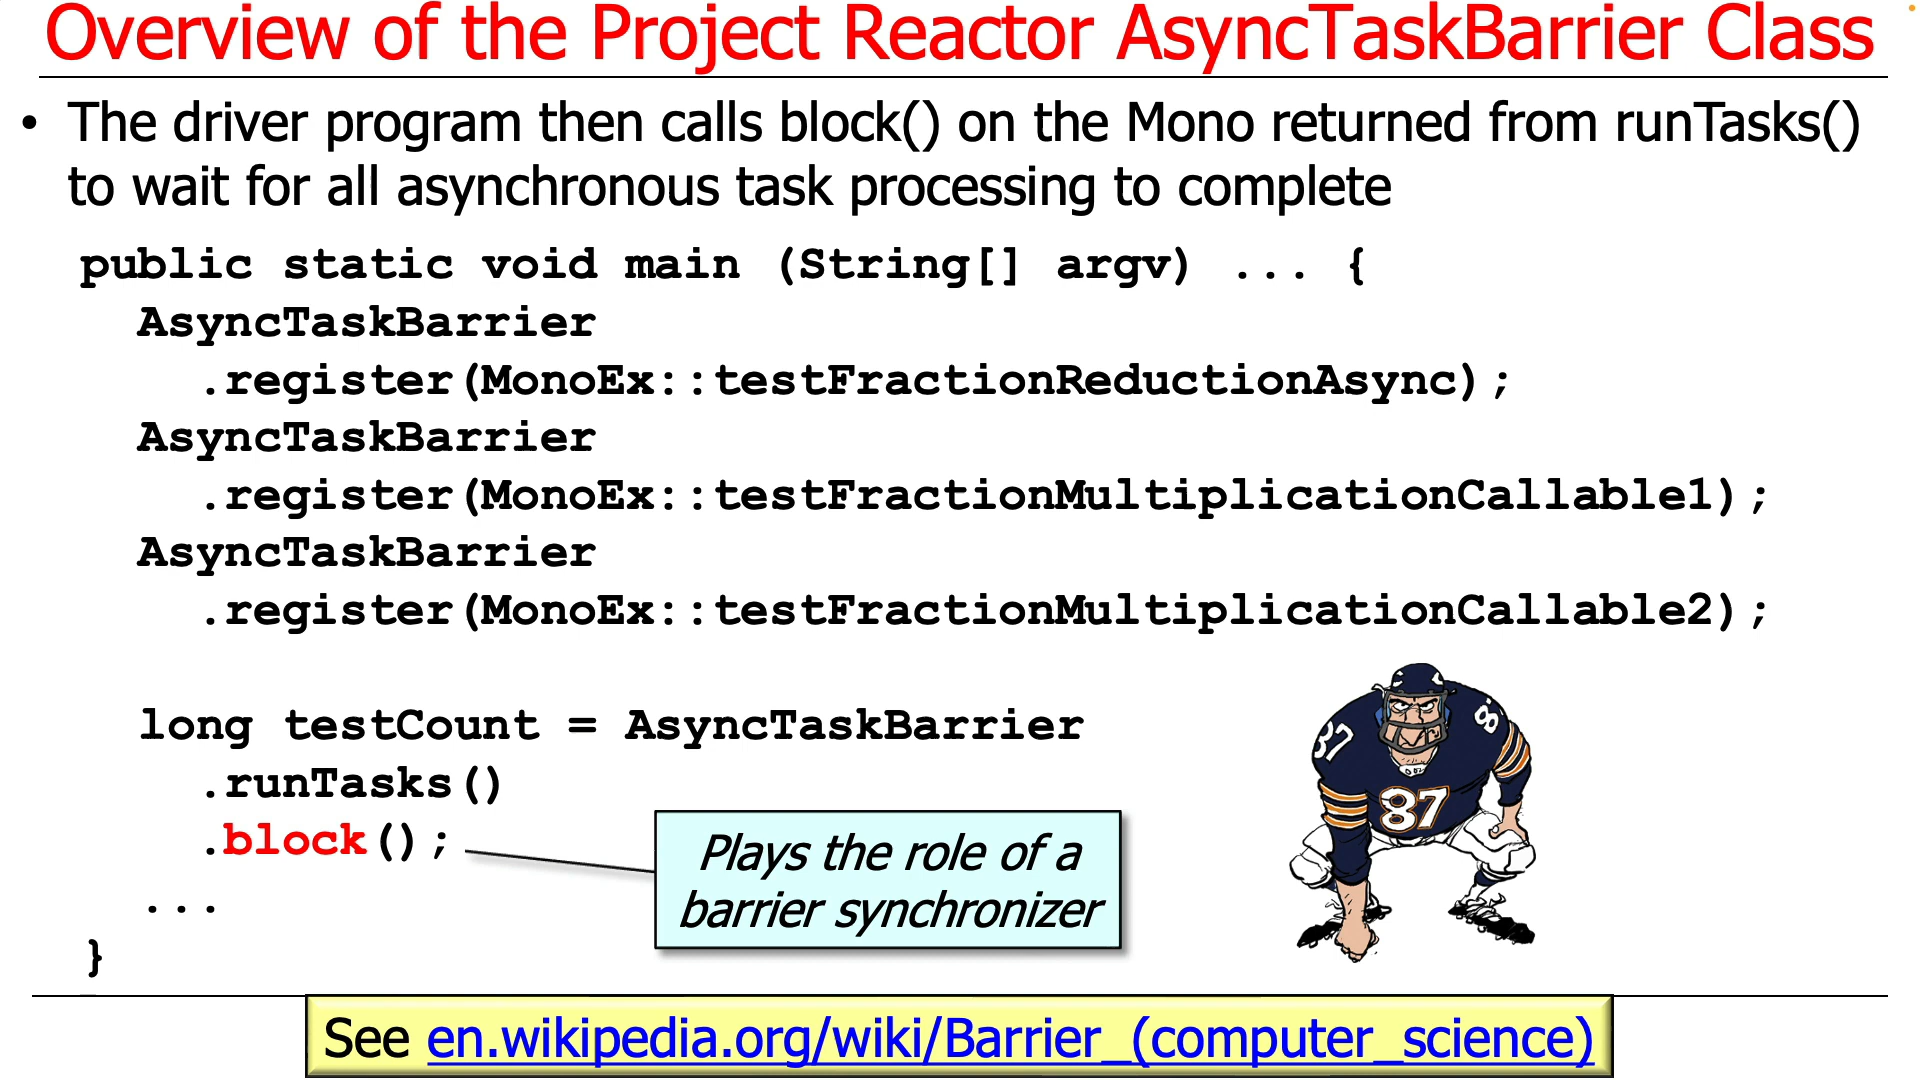 Overview of the Project Reactor AsyncTaskBarrier Class
• The driver program then calls block() on the Mono returned from runTasks()
to wait for all asynchronous task processing to complete
public static void main (String[] argv) ... {
AsyncTaskBarrier
.register(MonoEx::testFractionReductionAsync);
AsyncTaskBarrier
.register(MonoEx::testFractionMultiplicationCallable1);
AsyncTaskBarrier
.register(MonoEx::testFractionMultiplicationCallable2);
long testCount = AsyncTaskBarrier
.runTasks()
.block();
...
}
Plays the role of a
barrier synchronizer
37
87
87
See en.wikipedia.org/wiki/Barrier_(computer_science)